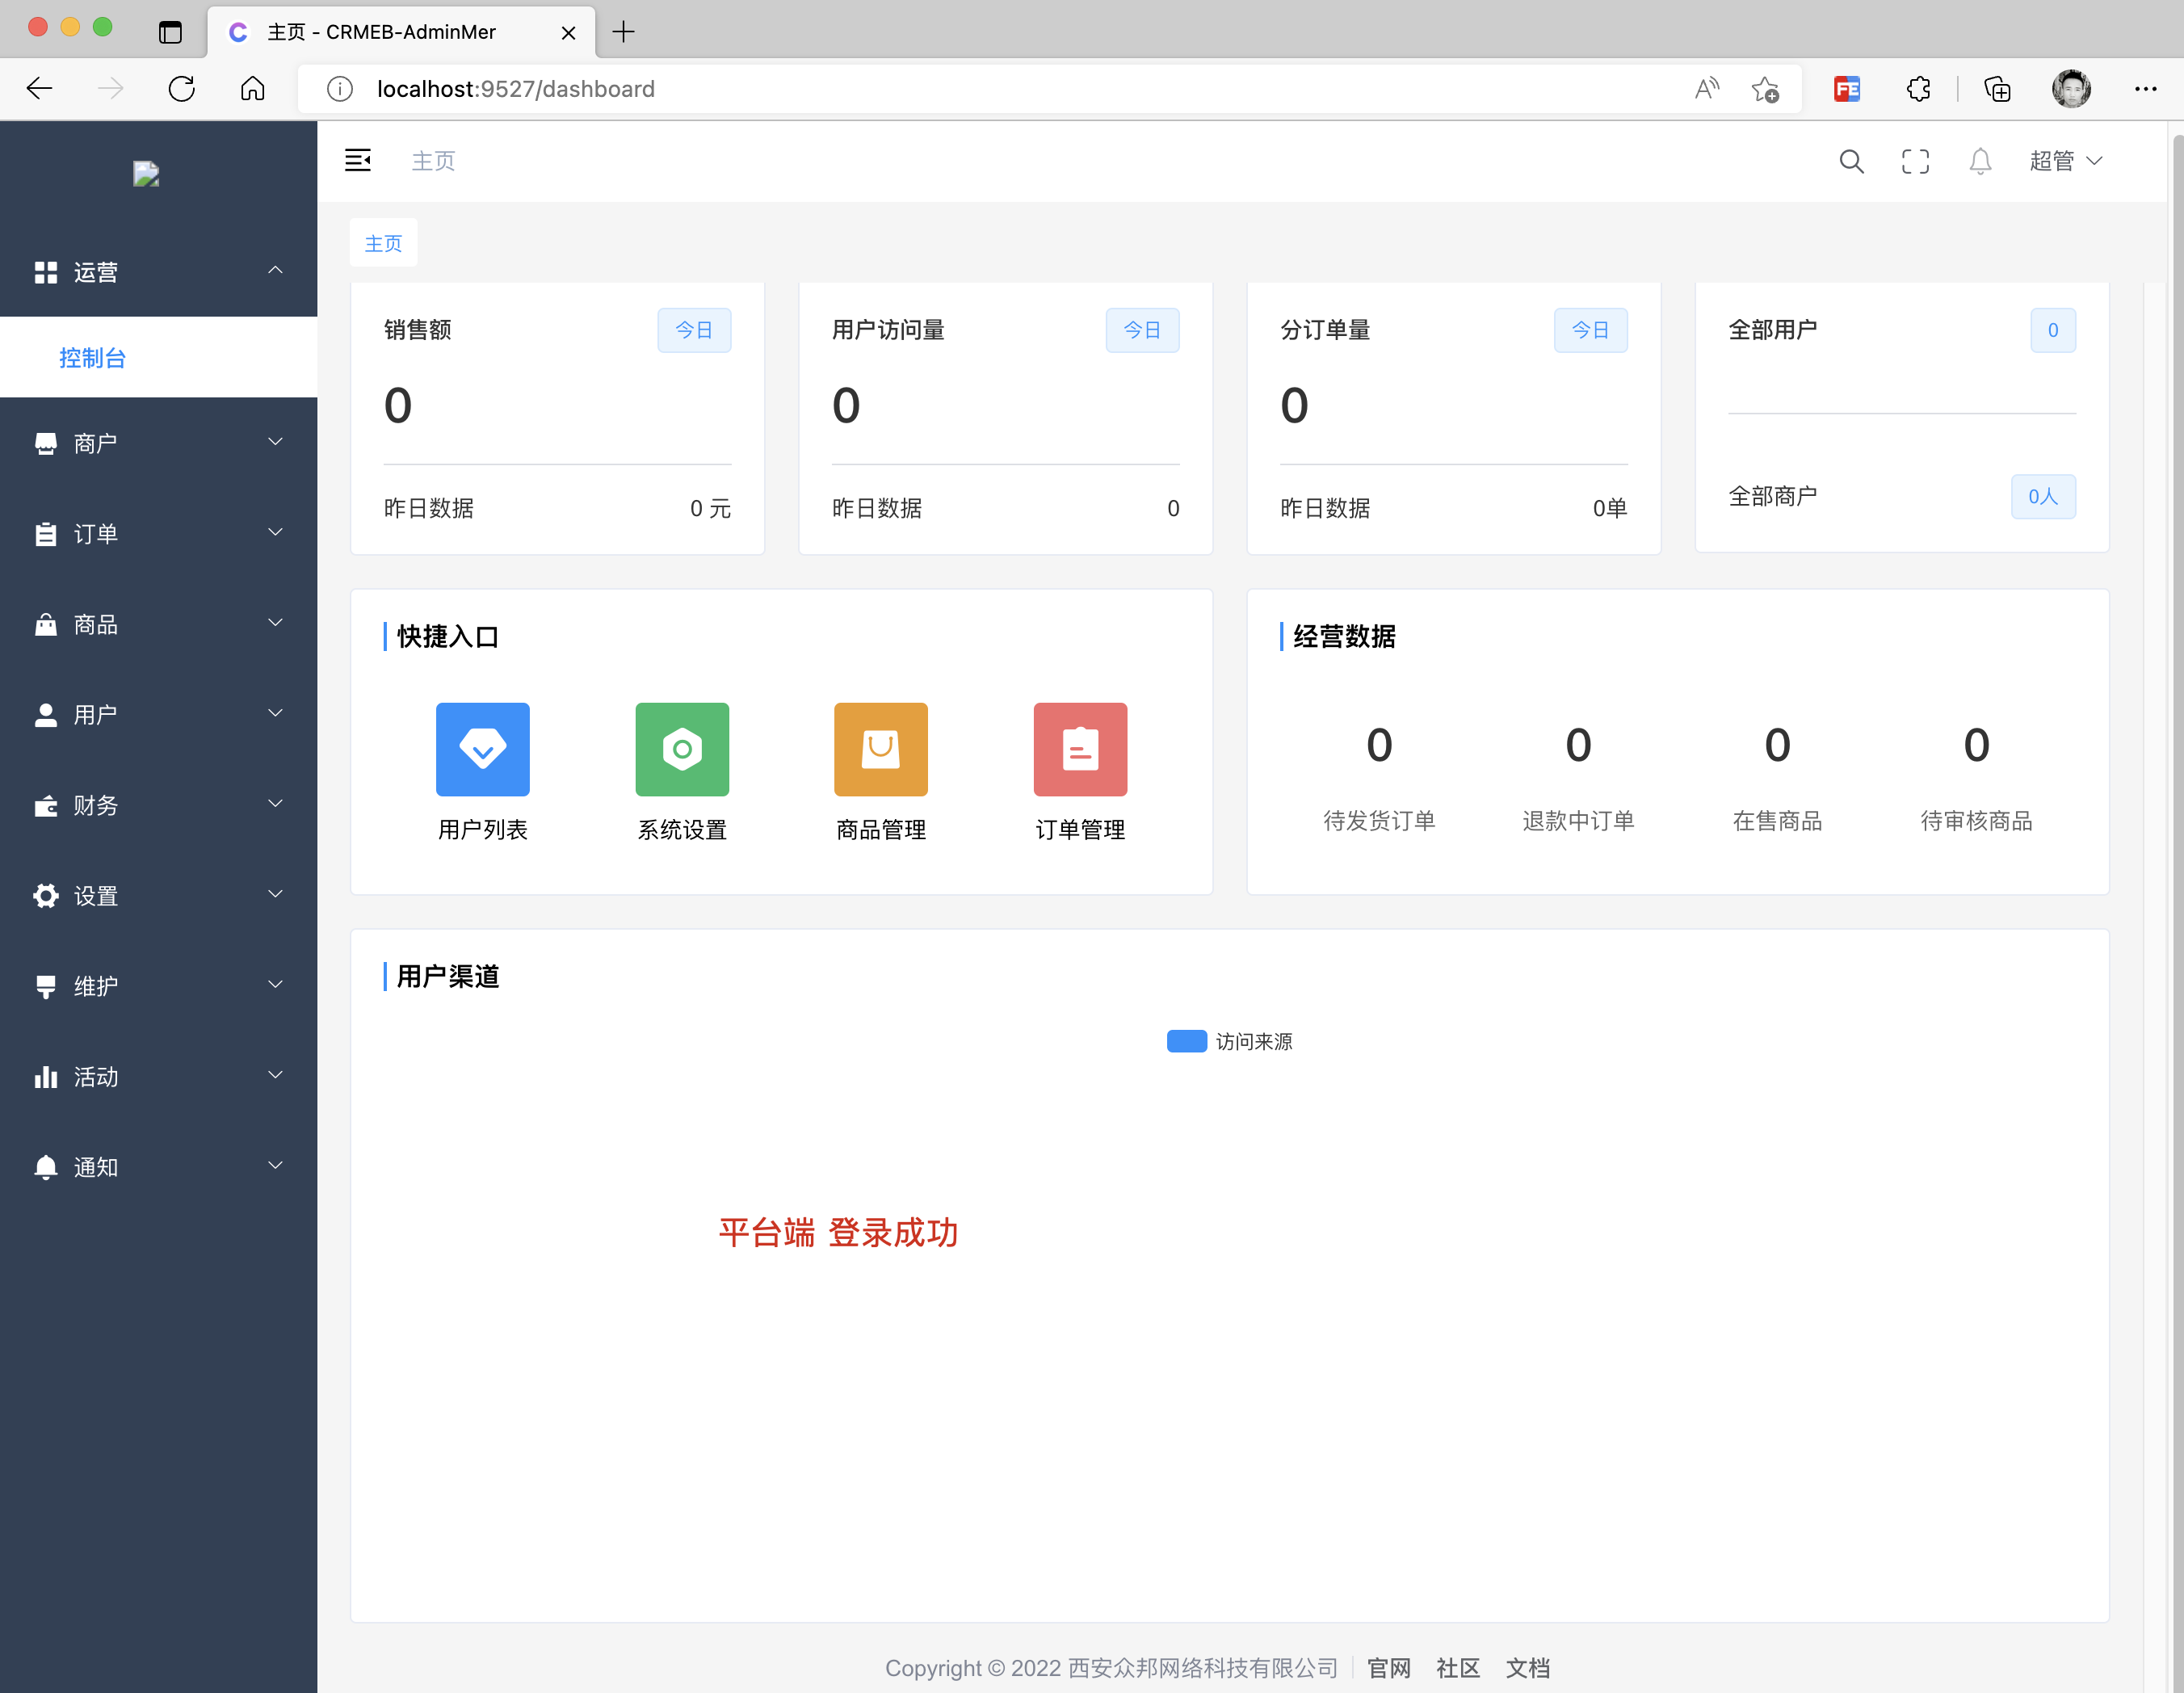 主页 - CRMEB-AdminMer
localhost:9527/dashboard
主页
超管
主页
运营
控制台
商户
订单
商品
用户
财务
设置
维护
活动
通知
销售额 今日
0
昨日数据 0 元
用户访问量 今日
0
昨日数据 0
分订单量 今日
0
昨日数据 0单
全部用户 0
全部商户 0人
快捷入口
用户列表 系统设置 商品管理 订单管理
经营数据
0 0 0 0
待发货订单 退款中订单 在售商品 待审核商品
用户渠道
访问来源
平台端 登录成功
Copyright © 2022 西安众邦网络科技有限公司 官网 社区 文档